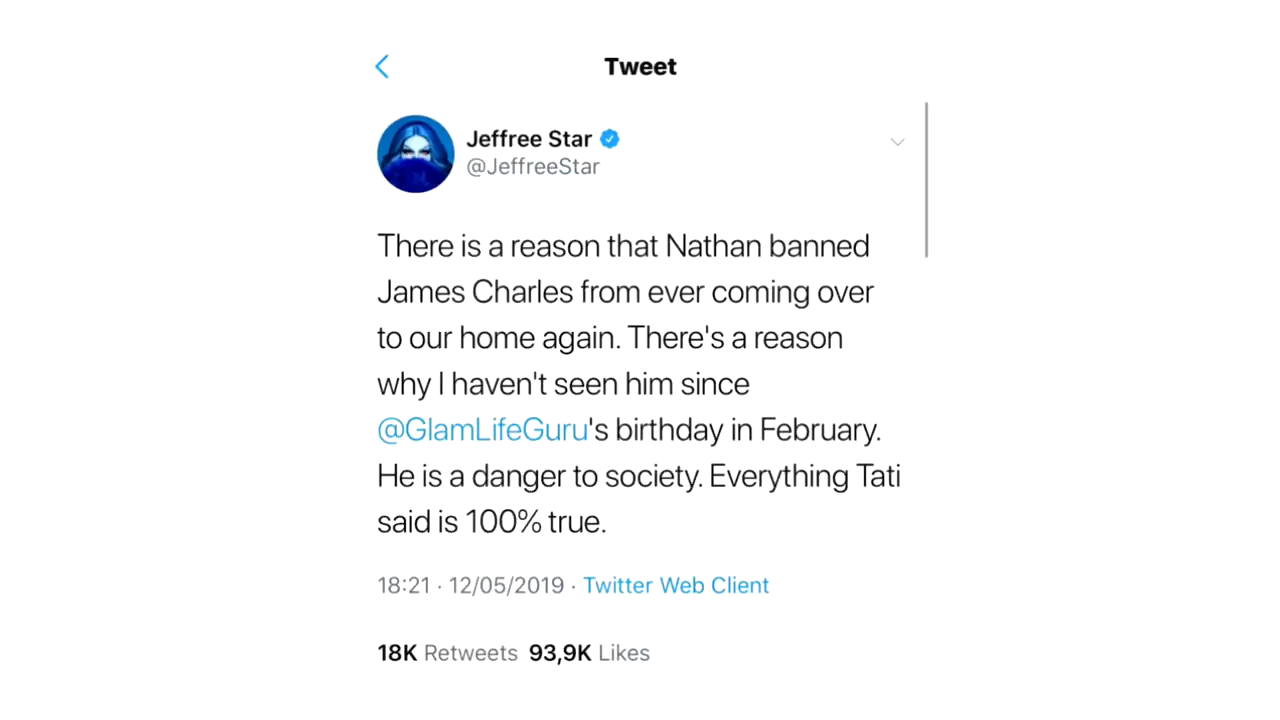 Tweet
Jeffree Star
@JeffreeStar
There is a reason that Nathan banned
James Charles from ever coming over
to our home again. There's a reason
why I haven't seen him since
@GlamLifeGuru's birthday in February.
He is a danger to society. Everything Tati
said is 100% true.
18:21 · 12/05/2019 · Twitter Web Client
18K Retweets 93,9K Likes